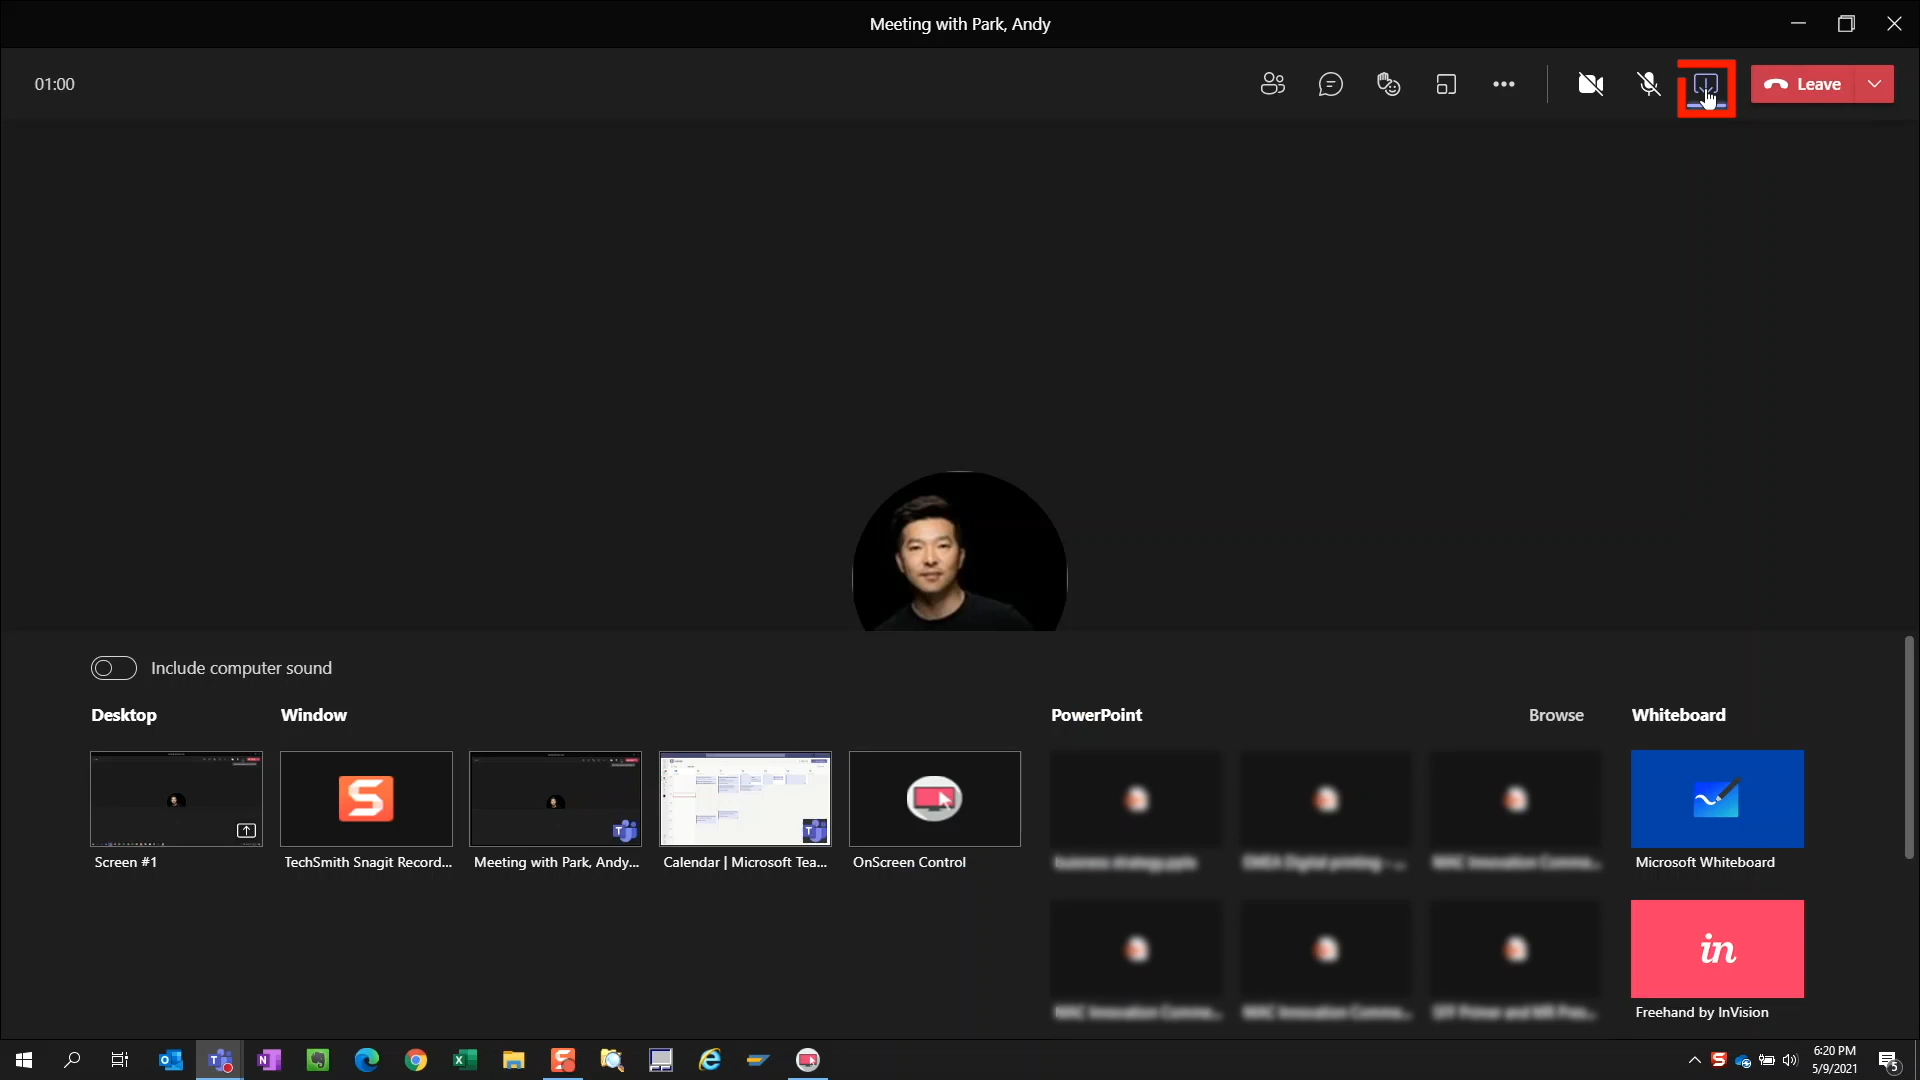 Meeting with Park, Andy
01:00
Leave
Include computer sound
Desktop
Window
PowerPoint
Browse
Whiteboard
Screen #1
TechSmith Snagit Record...
Meeting with Park, Andy...
Calendar | Microsoft Tea...
OnScreen Control
Microsoft Whiteboard
in
Freehand by InVision
6:20 PM
5/9/2021
5